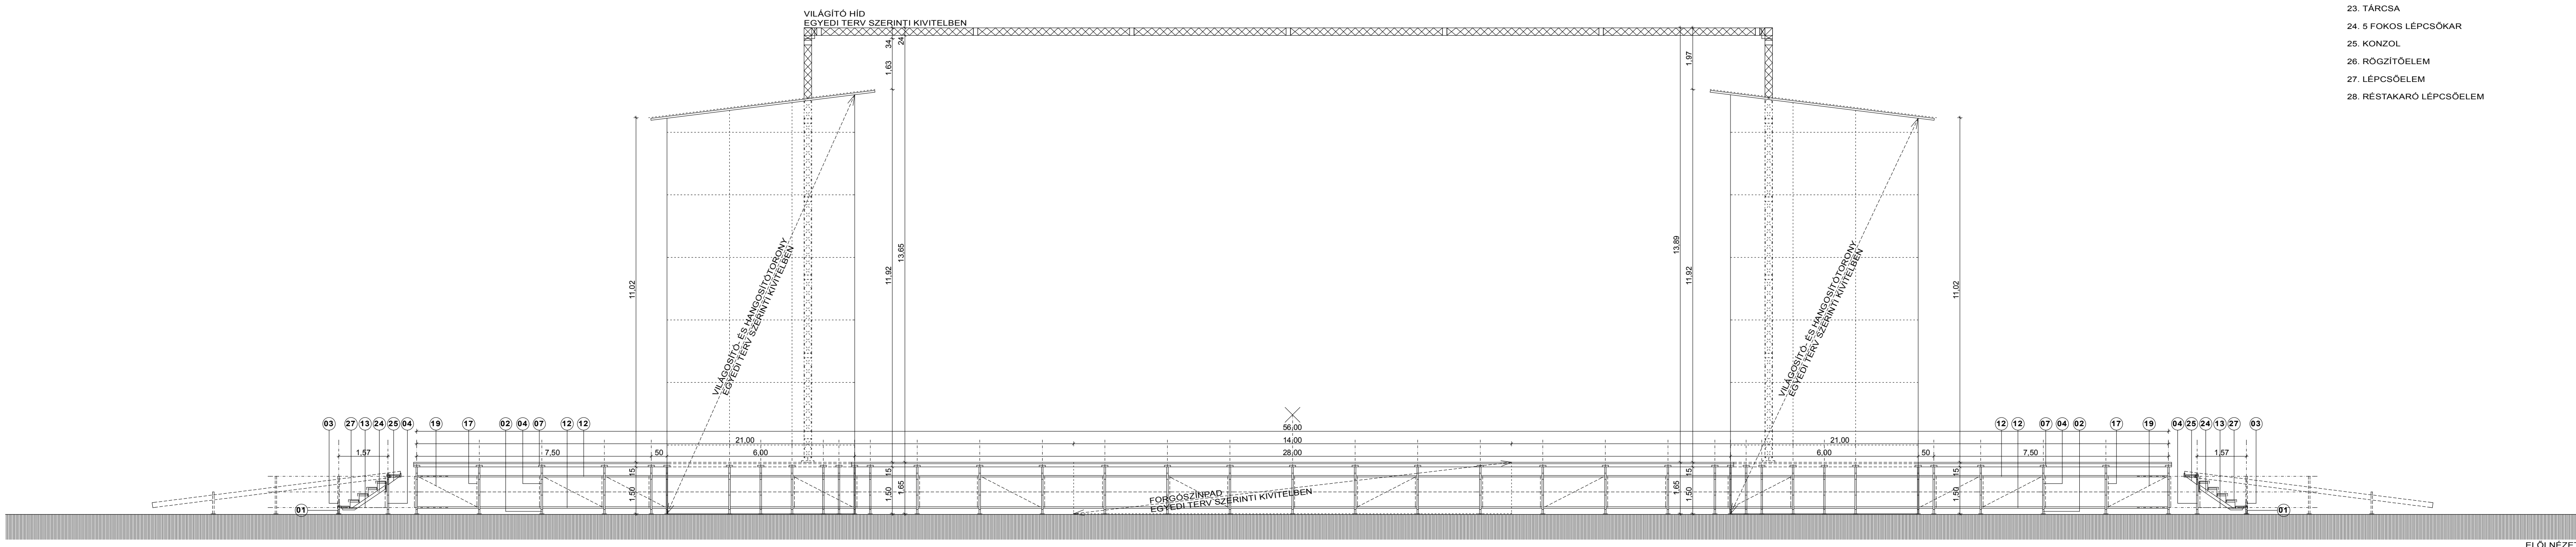 VILÁGÍTÓ HÍD
EGYEDI TERV SZERINTI KIVITELBEN
23. TÁRCSA
24. 5 FOKOS LÉPCSŐKAR
25. KONZOL
26. RÖGZÍTŐELEM
27. LÉPCSŐELEM
28. RÉSTAKARÓ LÉPCSŐELEM
34
24
1,63
1,97
11,02
11,92
13,65
13,89
11,92
11,02
VILÁGOSÍTÓ- ÉS HANGOSÍTÓTORONY
EGYEDI TERV SZERINTI KIVITELBEN
VILÁGOSÍTÓ- ÉS HANGOSÍTÓTORONY
EGYEDI TERV SZERINTI KIVITELBEN
03 27 13 24 25 04 19 17 02 04 07 12 12
12 12 07 04 02 17 19 04 25 24 13 27 03
56,00
21,00 14,00 21,00
1,57 7,50 50 6,00 28,00 6,00 50 7,50 1,57
15 15 15 15
1,50 1,50 1,65 1,65 1,50 1,50
FORGÓSZÍNPAD
EGYEDI TERV SZERINTI KIVITELBEN
01 01
ELŐLNÉZET